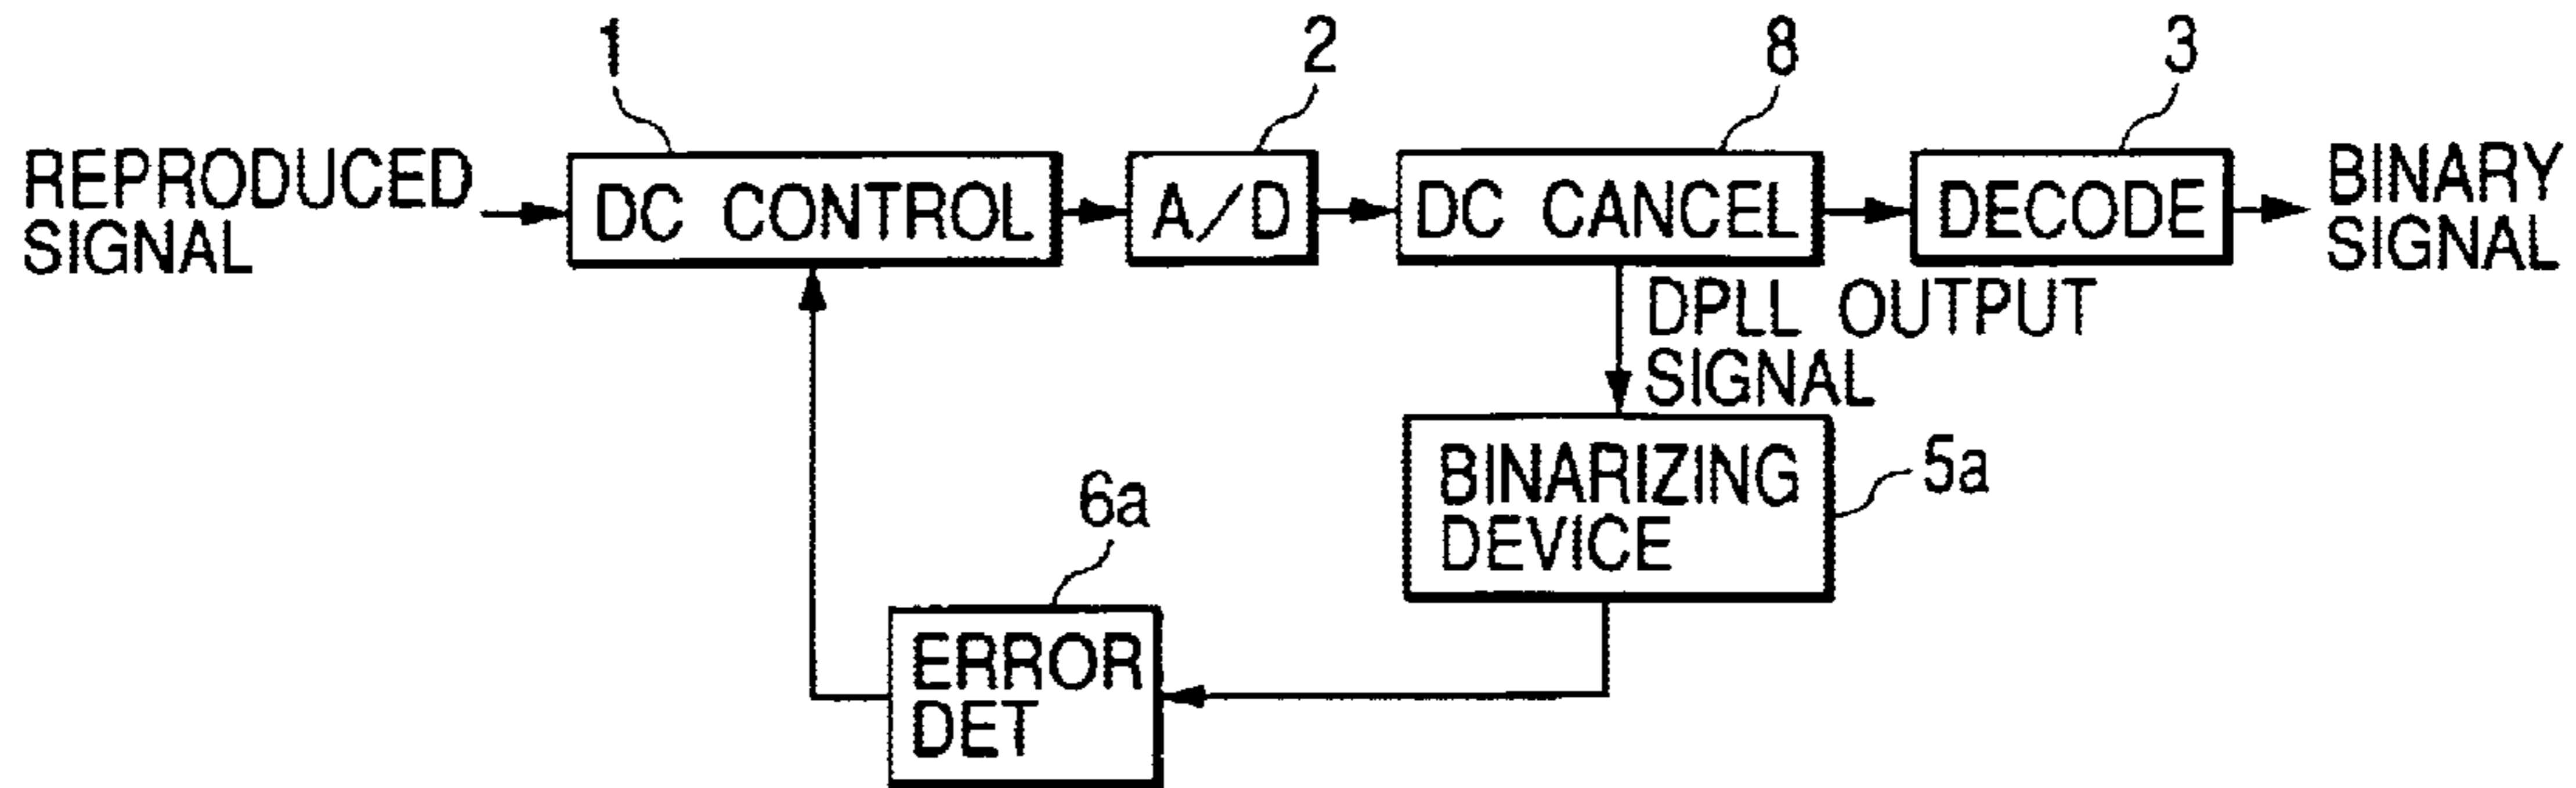 1
2
8
3
REPRODUCED
SIGNAL
DC CONTROL
A/D
DC CANCEL
DECODE
BINARY
SIGNAL
DPLL OUTPUT
SIGNAL
BINARIZING
DEVICE
5a
6a
ERROR
DET